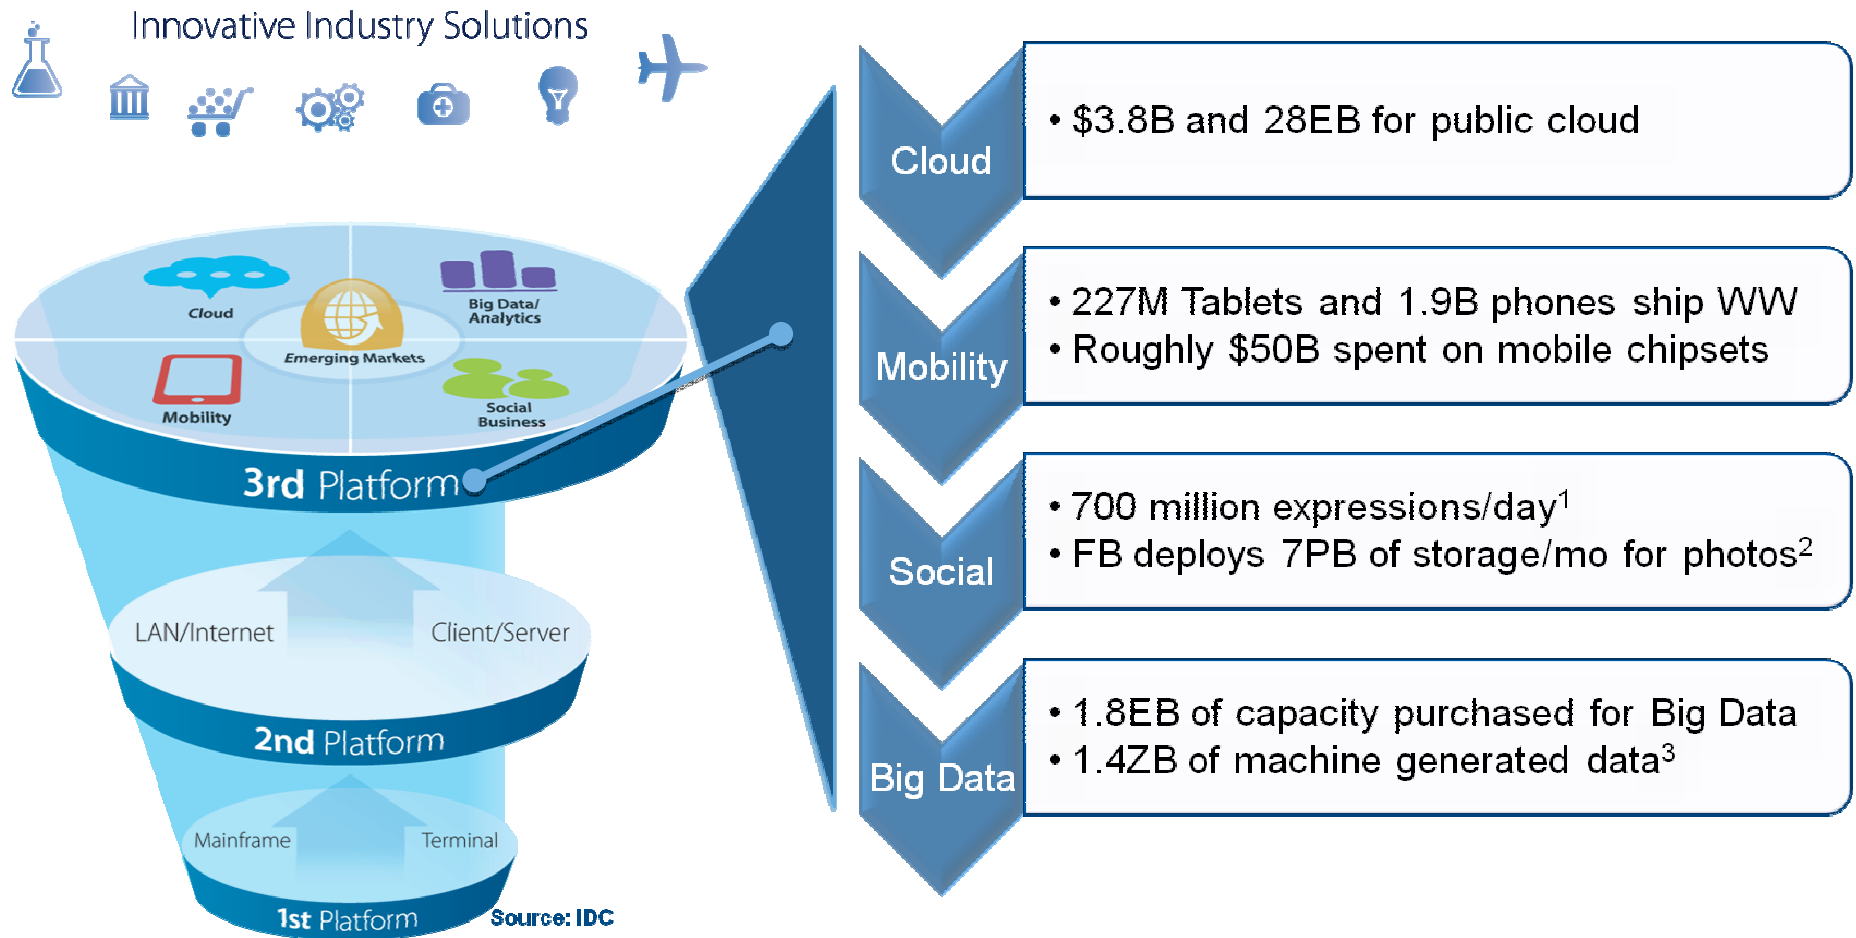 Innovative Industry Solutions
Cloud
Big Data/
Analytics
Emerging Markets
Mobility
Social
Business
3rd Platform
LAN/Internet
Client/Server
2nd Platform
Mainframe
Terminal
1st Platform
Source: IDC
Cloud
• $3.8B and 28EB for public cloud
Mobility
• 227M Tablets and 1.9B phones ship WW
• Roughly $50B spent on mobile chipsets
Social
• 700 million expressions/day¹
• FB deploys 7PB of storage/mo for photos²
Big Data
• 1.8EB of capacity purchased for Big Data
• 1.4ZB of machine generated data³